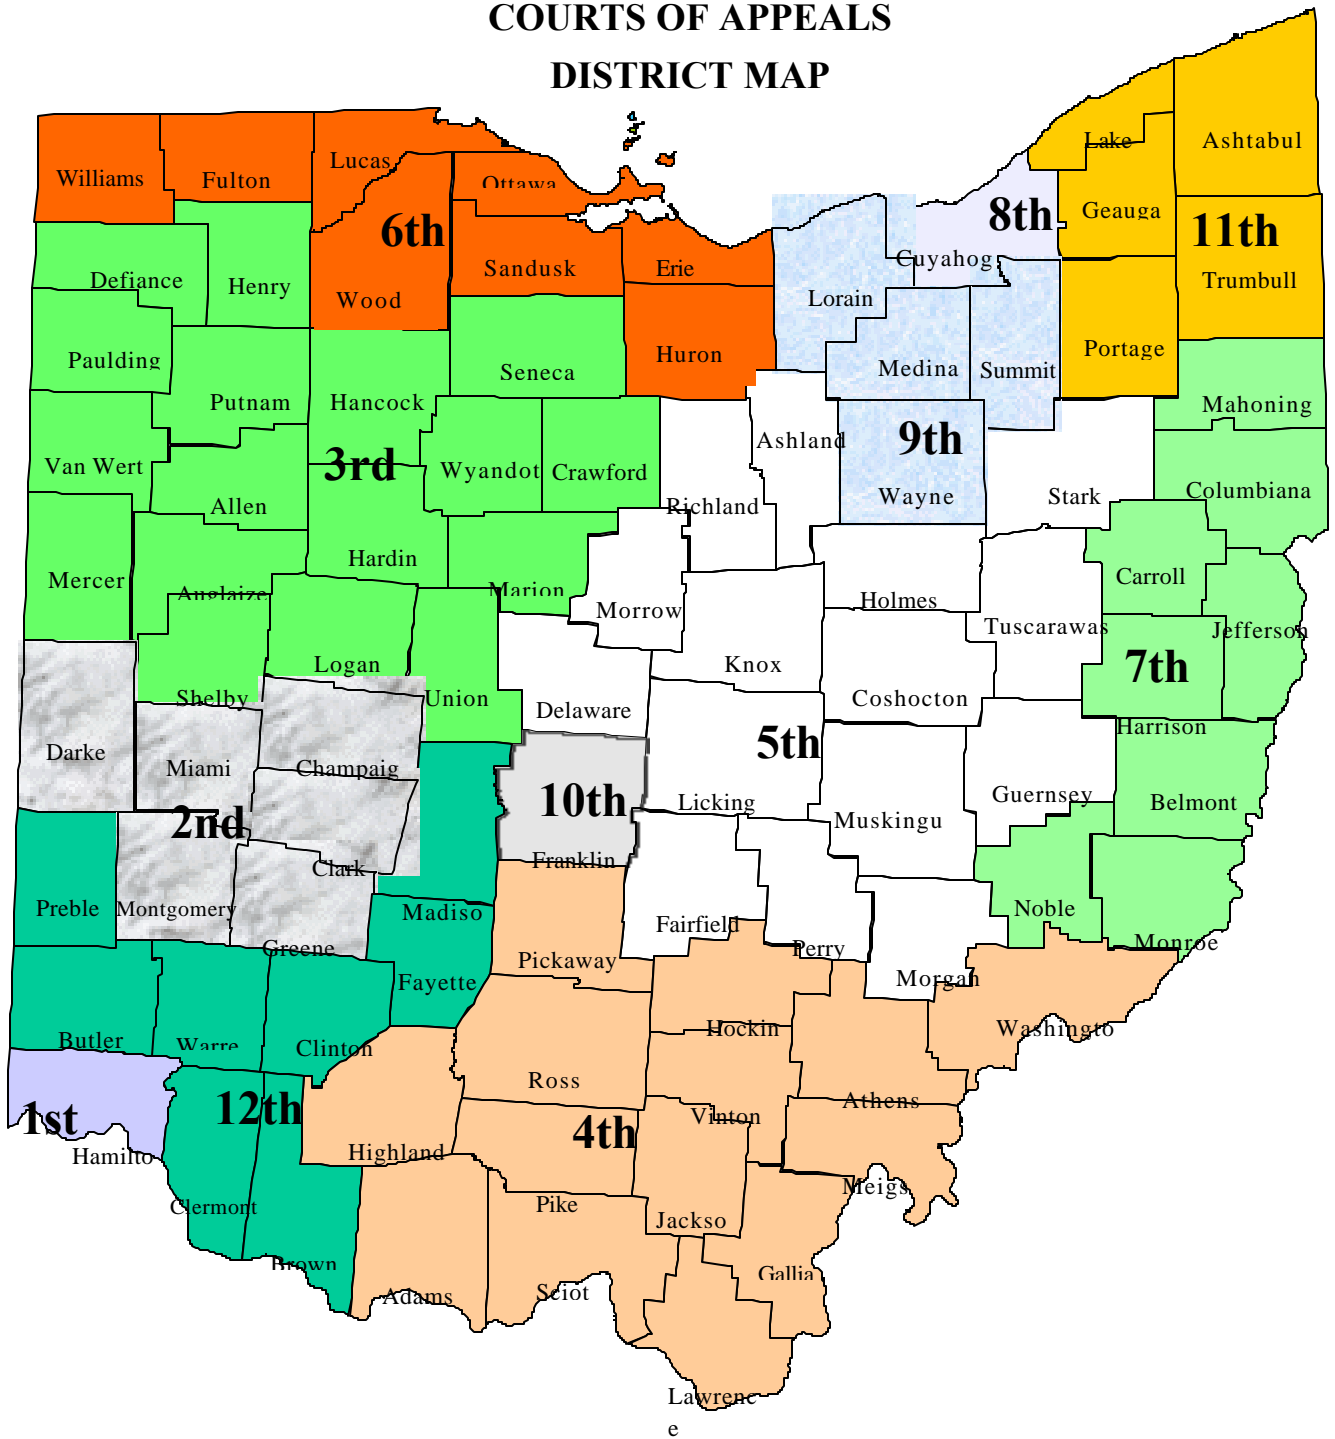 COURTS OF APPEALS
DISTRICT MAP
Lake
Ashtabul
Williams
Fulton
Lucas
Ottawa
8th
Geauga
11th
6th
Cuyahog
Sandusk
Erie
Defiance
Henry
Wood
Lorain
Trumbull
Paulding
Huron
Portage
Seneca
Medina
Summit
Putnam
Hancock
Mahoning
Ashland
9th
Van Wert
3rd
Wyandot
Crawford
Allen
Richland
Wayne
Stark
Columbiana
Hardin
Mercer
Auglaize
Marion
Carroll
Morrow
Holmes
Tuscarawas
Jefferson
Logan
Knox
7th
Shelby
Union
Delaware
Coshocton
Harrison
Darke
Miami
Champaig
5th
10th
Licking
Guernsey
Belmont
2nd
Muskingu
Clark
Franklin
Preble
Montgomery
Madiso
Fairfield
Noble
Greene
Perry
Monroe
Pickaway
Fayette
Morgan
Butler
Warre
Clinton
Hockin
Washingto
Ross
1st
12th
4th
Vinton
Athens
Hamilto
Highland
Meigs
Clermont
Pike
Jackso
Brown
Gallia
Adams
Sciot
Lawrenc
e